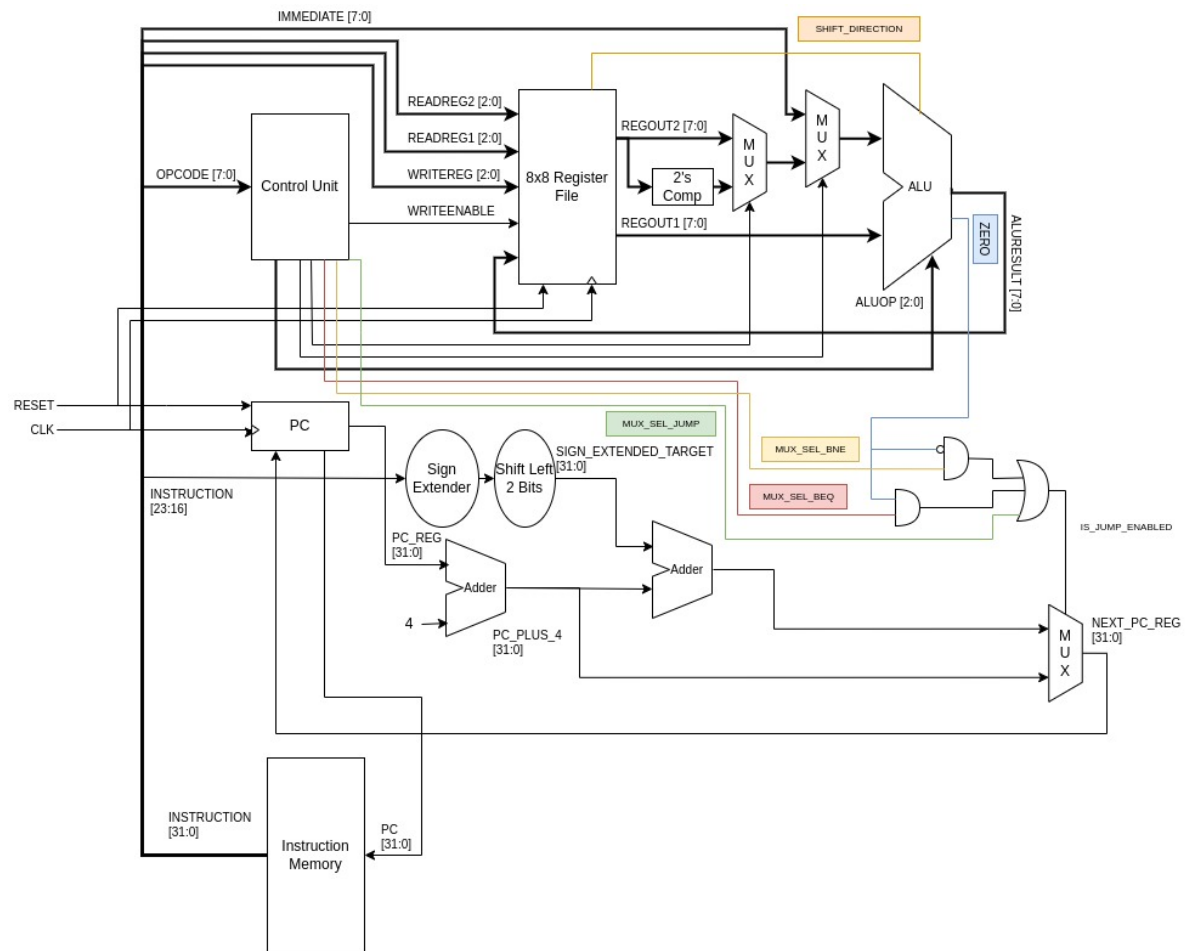 IMMEDIATE [7:0]
SHIFT_DIRECTION
READREG2 [2:0]
READREG1 [2:0]
WRITEREG [2:0]
WRITEENABLE
OPCODE [7:0]
Control Unit
8x8 Register
File
REGOUT2 [7:0]
2's
Comp
REGOUT1 [7:0]
M
U
X
M
U
X
ALU
ZERO
ALURESULT [7:0]
ALUOP [2:0]
RESET
CLK
PC
MUX_SEL_JUMP
MUX_SEL_BNE
MUX_SEL_BEQ
IS_JUMP_ENABLED
INSTRUCTION
[23:16]
Sign
Extender
Shift Left
2 Bits
SIGN_EXTENDED_TARGET
[31:0]
PC_REG
[31:0]
Adder
4
PC_PLUS_4
[31:0]
Adder
M
U
X
NEXT_PC_REG
[31:0]
INSTRUCTION
[31:0]
Instruction
Memory
PC
[31:0]